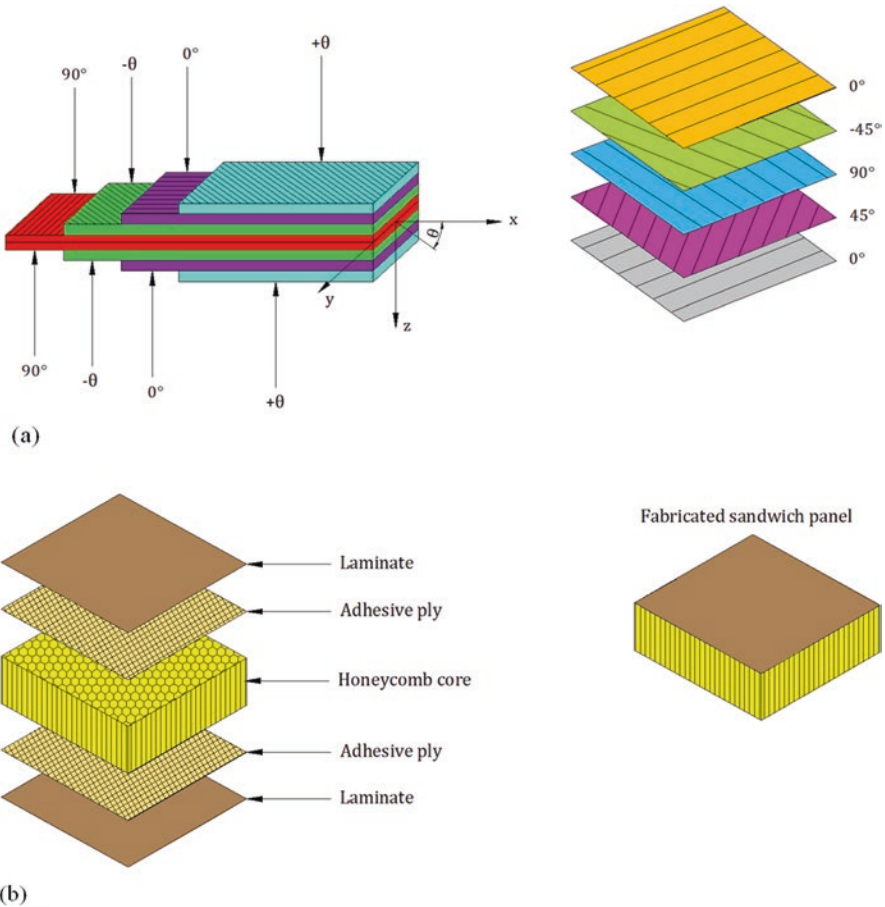 90°
-θ
0°
+θ
x
θ
y
z
90°
-θ
0°
+θ
0°
-45°
90°
45°
0°
(a)
Laminate
Adhesive ply
Honeycomb core
Adhesive ply
Laminate
Fabricated sandwich panel
(b)